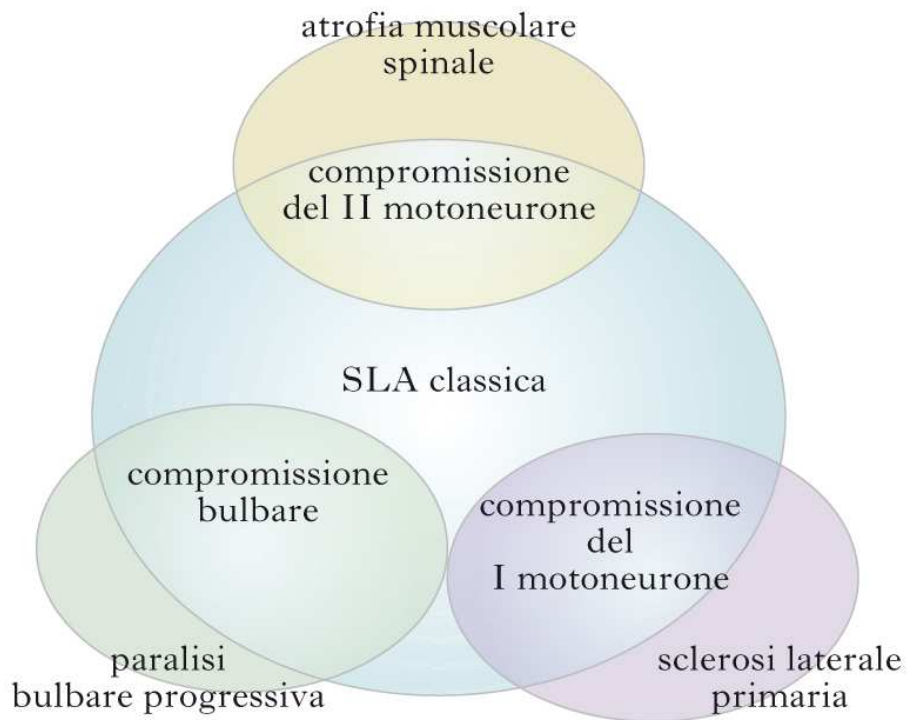 atrofia muscolare
spinale
compromissione
del II motoneurone
SLA classica
compromissione
bulbare
compromissione
del
I motoneurone
paralisi
bulbare progressiva
sclerosi laterale
primaria